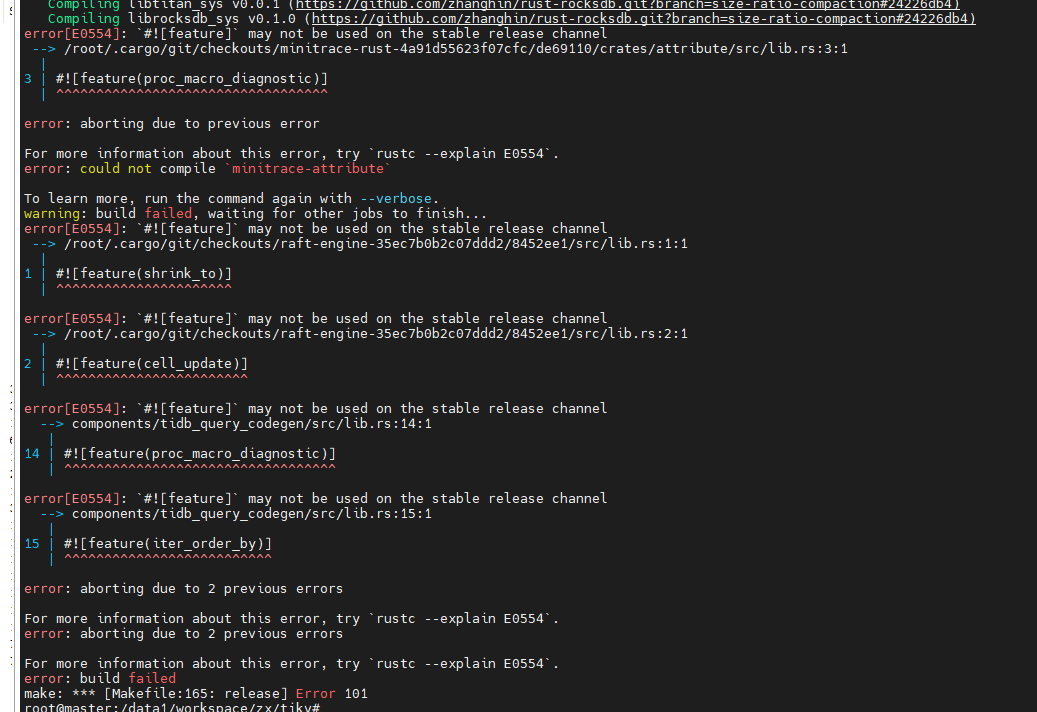 Compiling libtitan_sys v0.0.1 (https://github.com/zhanghin/rust-rocksdb.git?branch=size-ratio-compaction#24226db4)
Compiling librocksdb_sys v0.1.0 (https://github.com/zhanghin/rust-rocksdb.git?branch=size-ratio-compaction#24226db4)
error[E0554]: `#![feature]` may not be used on the stable release channel
--> /root/.cargo/git/checkouts/minitrace-rust-4a91d55623f07cfc/de69110/crates/attribute/src/lib.rs:3:1
|
3 | #![feature(proc_macro_diagnostic)]
| ^^^^^^^^^^^^^^^^^^^^^^^^^^^^^^^^^^
error: aborting due to previous error
For more information about this error, try `rustc --explain E0554`.
error: could not compile `minitrace-attribute`
To learn more, run the command again with --verbose.
warning: build failed, waiting for other jobs to finish...
error[E0554]: `#![feature]` may not be used on the stable release channel
--> /root/.cargo/git/checkouts/raft-engine-35ec7b0b2c07ddd2/8452ee1/src/lib.rs:1:1
|
1 | #![feature(shrink_to)]
| ^^^^^^^^^^^^^^^^^^^^^^
error[E0554]: `#![feature]` may not be used on the stable release channel
--> /root/.cargo/git/checkouts/raft-engine-35ec7b0b2c07ddd2/8452ee1/src/lib.rs:2:1
|
2 | #![feature(cell_update)]
| ^^^^^^^^^^^^^^^^^^^^^^^^
error[E0554]: `#![feature]` may not be used on the stable release channel
--> components/tidb_query_codegen/src/lib.rs:14:1
|
14 | #![feature(proc_macro_diagnostic)]
| ^^^^^^^^^^^^^^^^^^^^^^^^^^^^^^^^^^
error[E0554]: `#![feature]` may not be used on the stable release channel
--> components/tidb_query_codegen/src/lib.rs:15:1
|
15 | #![feature(iter_order_by)]
| ^^^^^^^^^^^^^^^^^^^^^^^^^^
error: aborting due to 2 previous errors
For more information about this error, try `rustc --explain E0554`.
error: aborting due to 2 previous errors
For more information about this error, try `rustc --explain E0554`.
error: build failed
make: *** [Makefile:165: release] Error 101
root@master:/data1/workspace/zx/tikv#